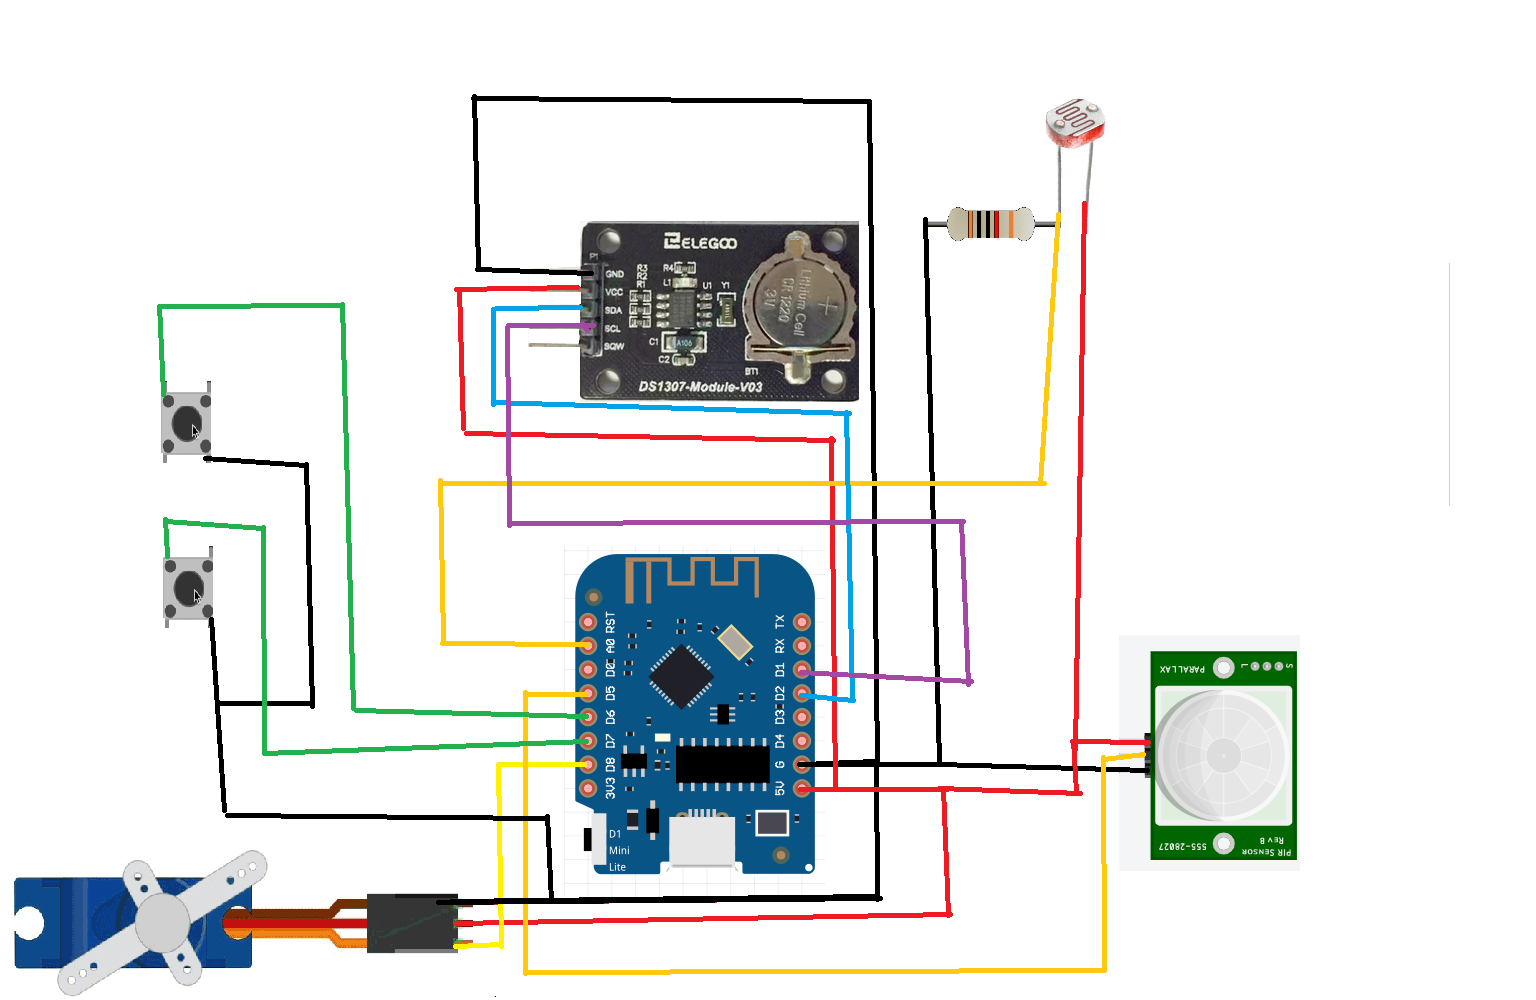 ELEGOO
P1
GND
VCC
SDA
SCL
SQW
R3
R2
R1
R4
L1
U1
Y1
C1
A106
C2
BT1
Lithium Cell
CR1220
3V
+
DS1307-Module-V03
RST
A0
D0
D5
D6
D7
D8
3V3
TX
RX
D1
D2
D3
D4
G
5V
D1
Mini
Lite
PARALLAX
L
S
555-28027
PIR SENSOR
REV B